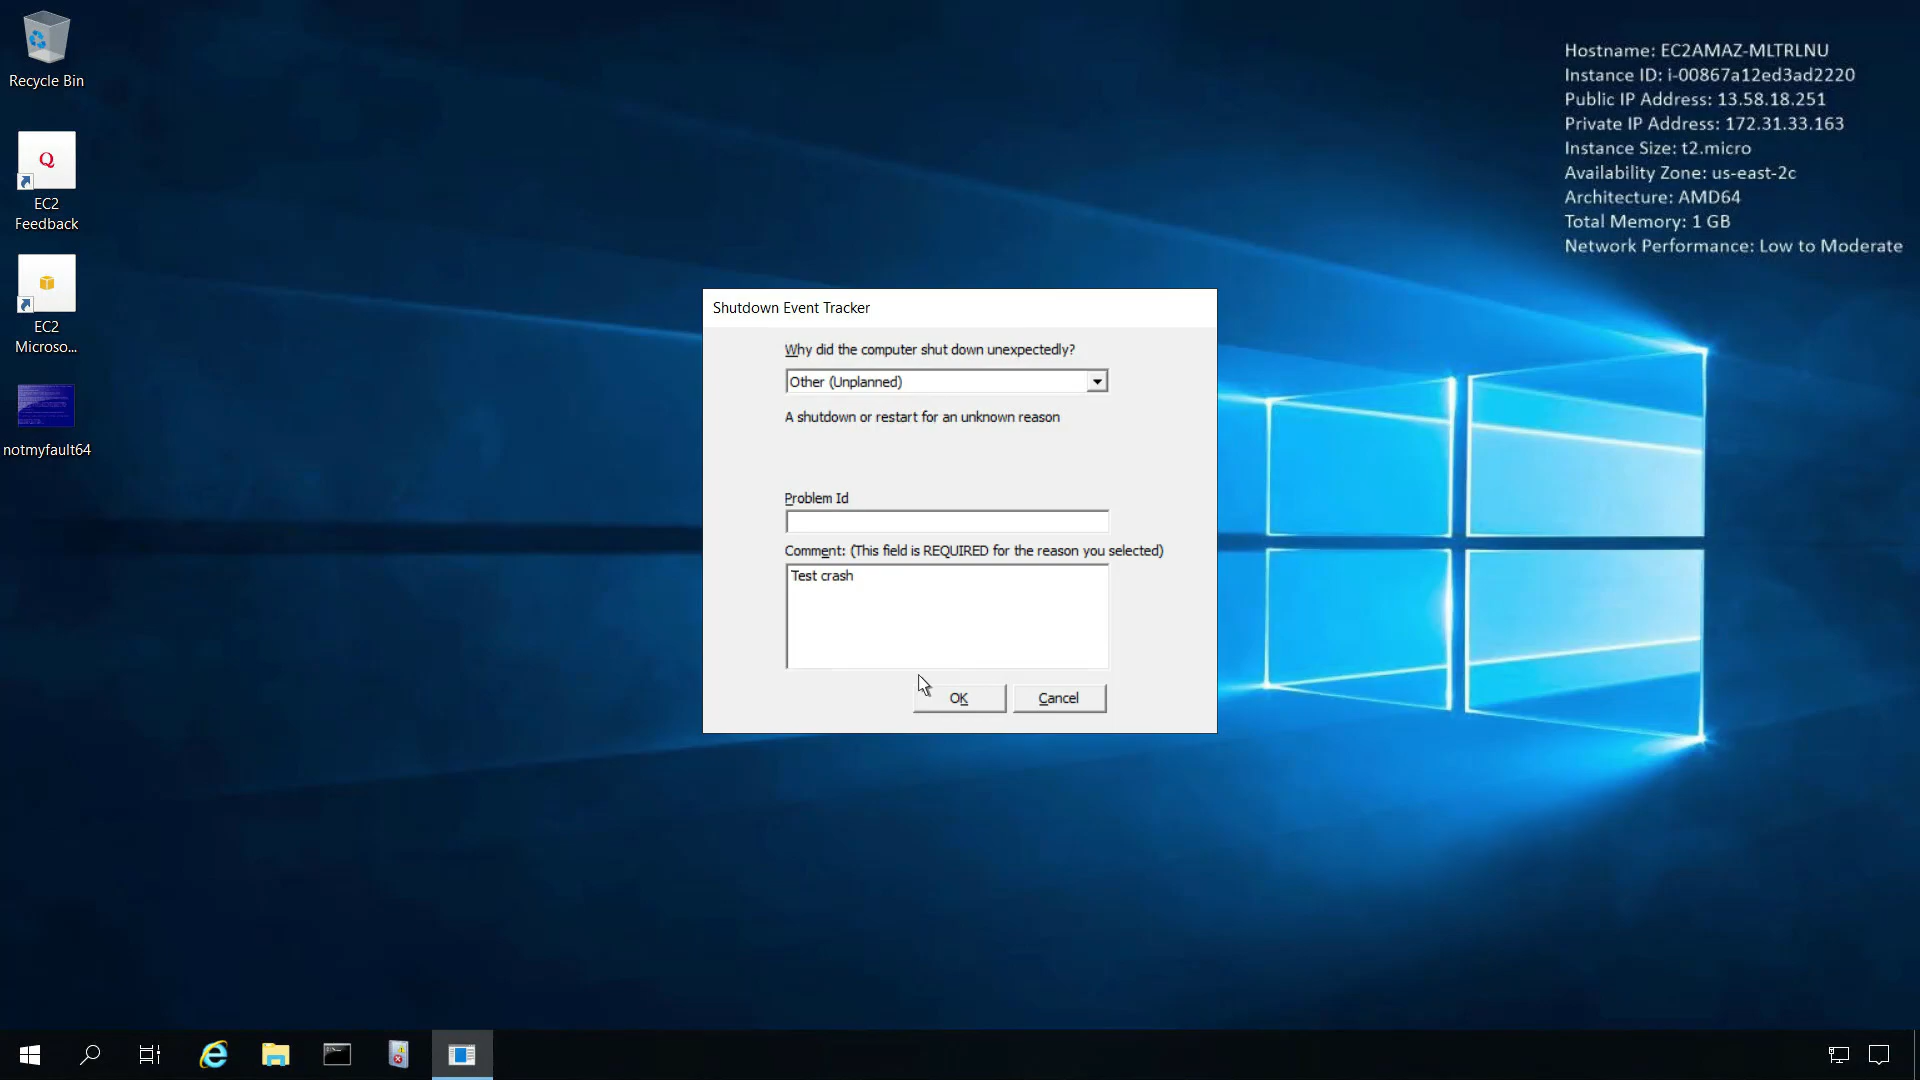 Recycle Bin
EC2
Feedback
EC2
Microso...
notmyfault64
Hostname: EC2AMAZ-MLTRLNU
Instance ID: i-00867a12ed3ad2220
Public IP Address: 13.58.18.251
Private IP Address: 172.31.33.163
Instance Size: t2.micro
Availability Zone: us-east-2c
Architecture: AMD64
Total Memory: 1 GB
Network Performance: Low to Moderate
Shutdown Event Tracker
Why did the computer shut down unexpectedly?
Other (Unplanned)
A shutdown or restart for an unknown reason
Problem Id
Comment: (This field is REQUIRED for the reason you selected)
Test crash
OK
Cancel